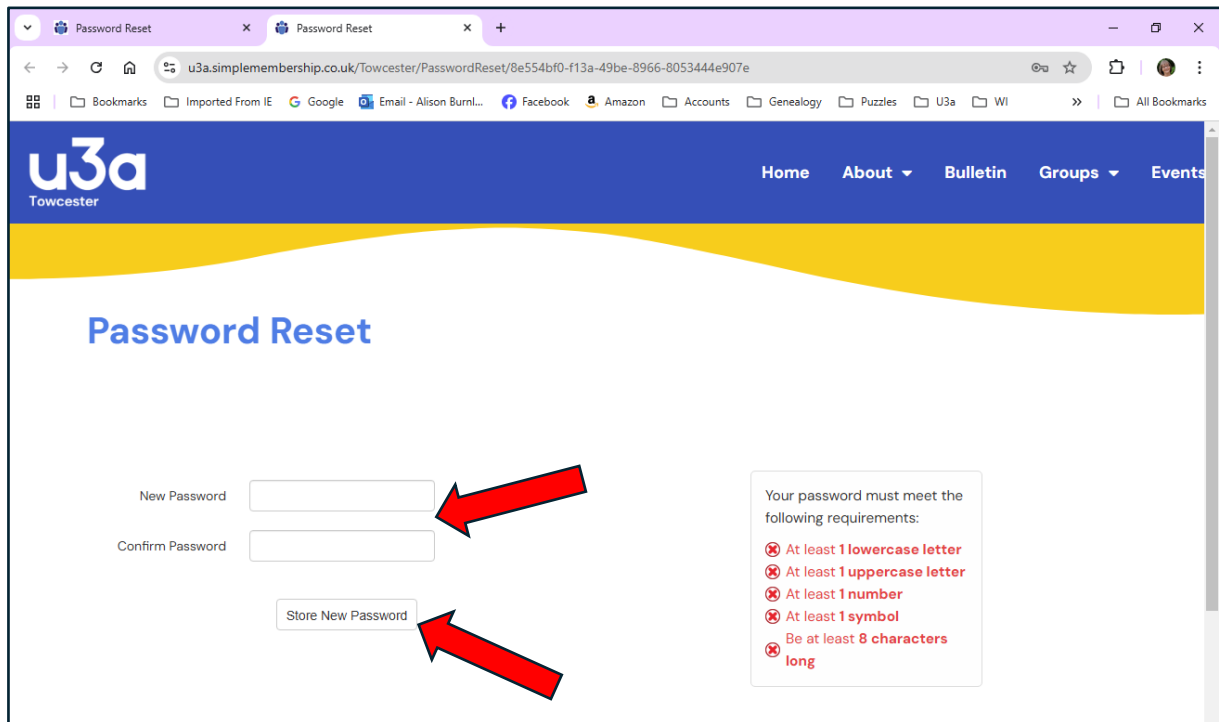 Password Reset
Password Reset
u3a.simplemembership.co.uk/Towcester/PasswordReset/8e554bf0-f13a-49be-8966-8053444e907e
Bookmarks Imported From IE Google Email - Alison Burnl... Facebook Amazon Accounts Genealogy Puzzles U3a WI » All Bookmarks
u3a
Towcester
Home About Bulletin Groups Events
Password Reset
New Password
Confirm Password
Store New Password
Your password must meet the
following requirements:
At least 1 lowercase letter
At least 1 uppercase letter
At least 1 number
At least 1 symbol
Be at least 8 characters
long